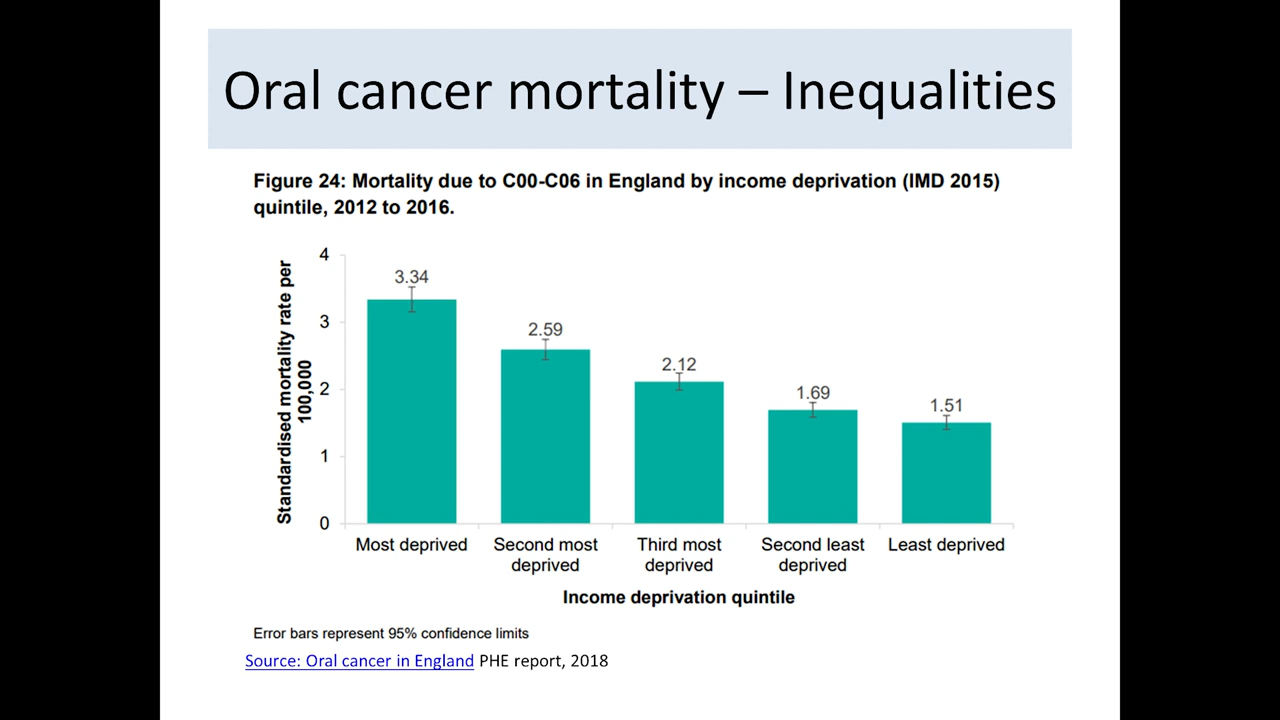 Oral cancer mortality – Inequalities
Figure 24: Mortality due to C00-C06 in England by income deprivation (IMD 2015)
quintile, 2012 to 2016.
Standardised mortality rate per
100,000
4
3
2
1
0
3.34
2.59
2.12
1.69
1.51
Most deprived
Second most
deprived
Third most
deprived
Second least
deprived
Least deprived
Income deprivation quintile
Error bars represent 95% confidence limits
Source: Oral cancer in England PHE report, 2018